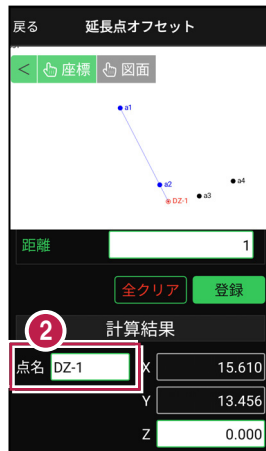 戻る 延長点オフセット
< 座標 図面
a1
a2
a4
a3
DZ-1
距離 1
全クリア 登録
2 計算結果
点名 DZ-1 X 15.610
Y 13.456
Z 0.000